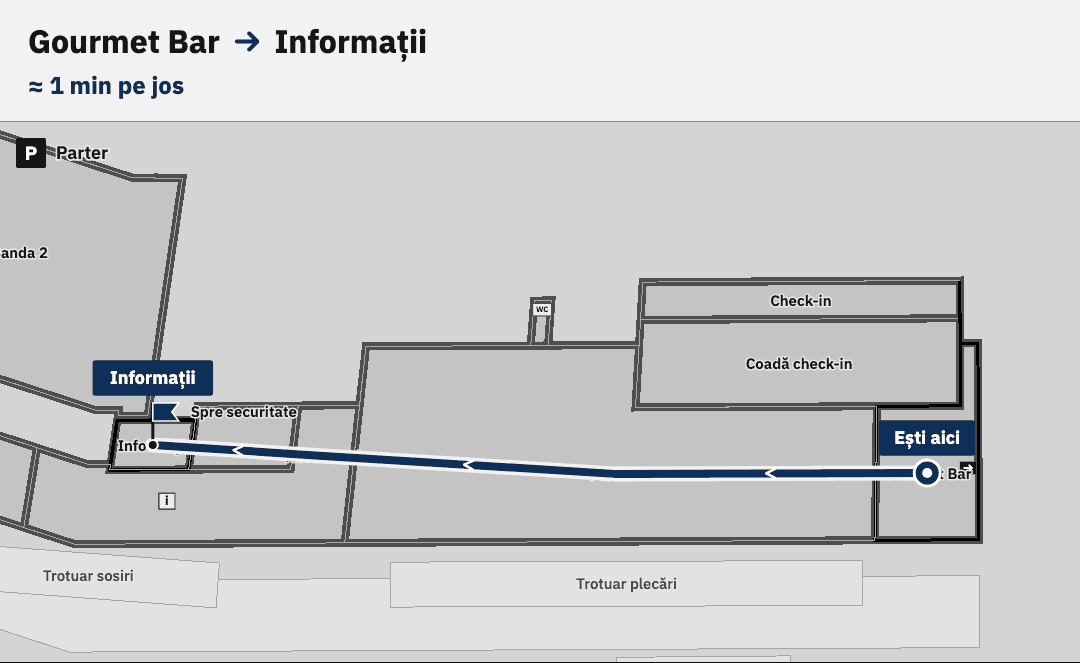 Gourmet Bar → Informații
≈ 1 min pe jos
P Parter
anda 2
Check-in
wc
Coadă check-in
Informații
Spre securitate
Ești aici
Info
Bar
i
Trotuar sosiri
Trotuar plecări